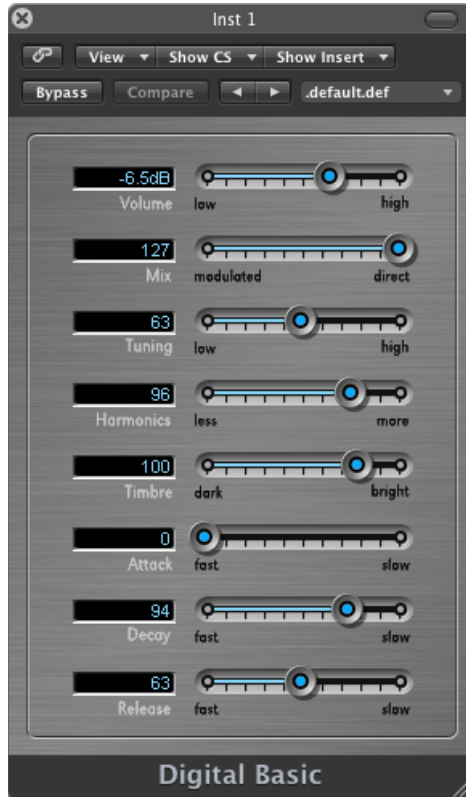 Inst 1
View Show CS Show Insert
Bypass Compare .default.def
-6.5dB
Volume low high
127
Mix modulated direct
63
Tuning low high
96
Harmonics less more
100
Timbre dark bright
0
Attack fast slow
94
Decay fast slow
63
Release fast slow
Digital Basic